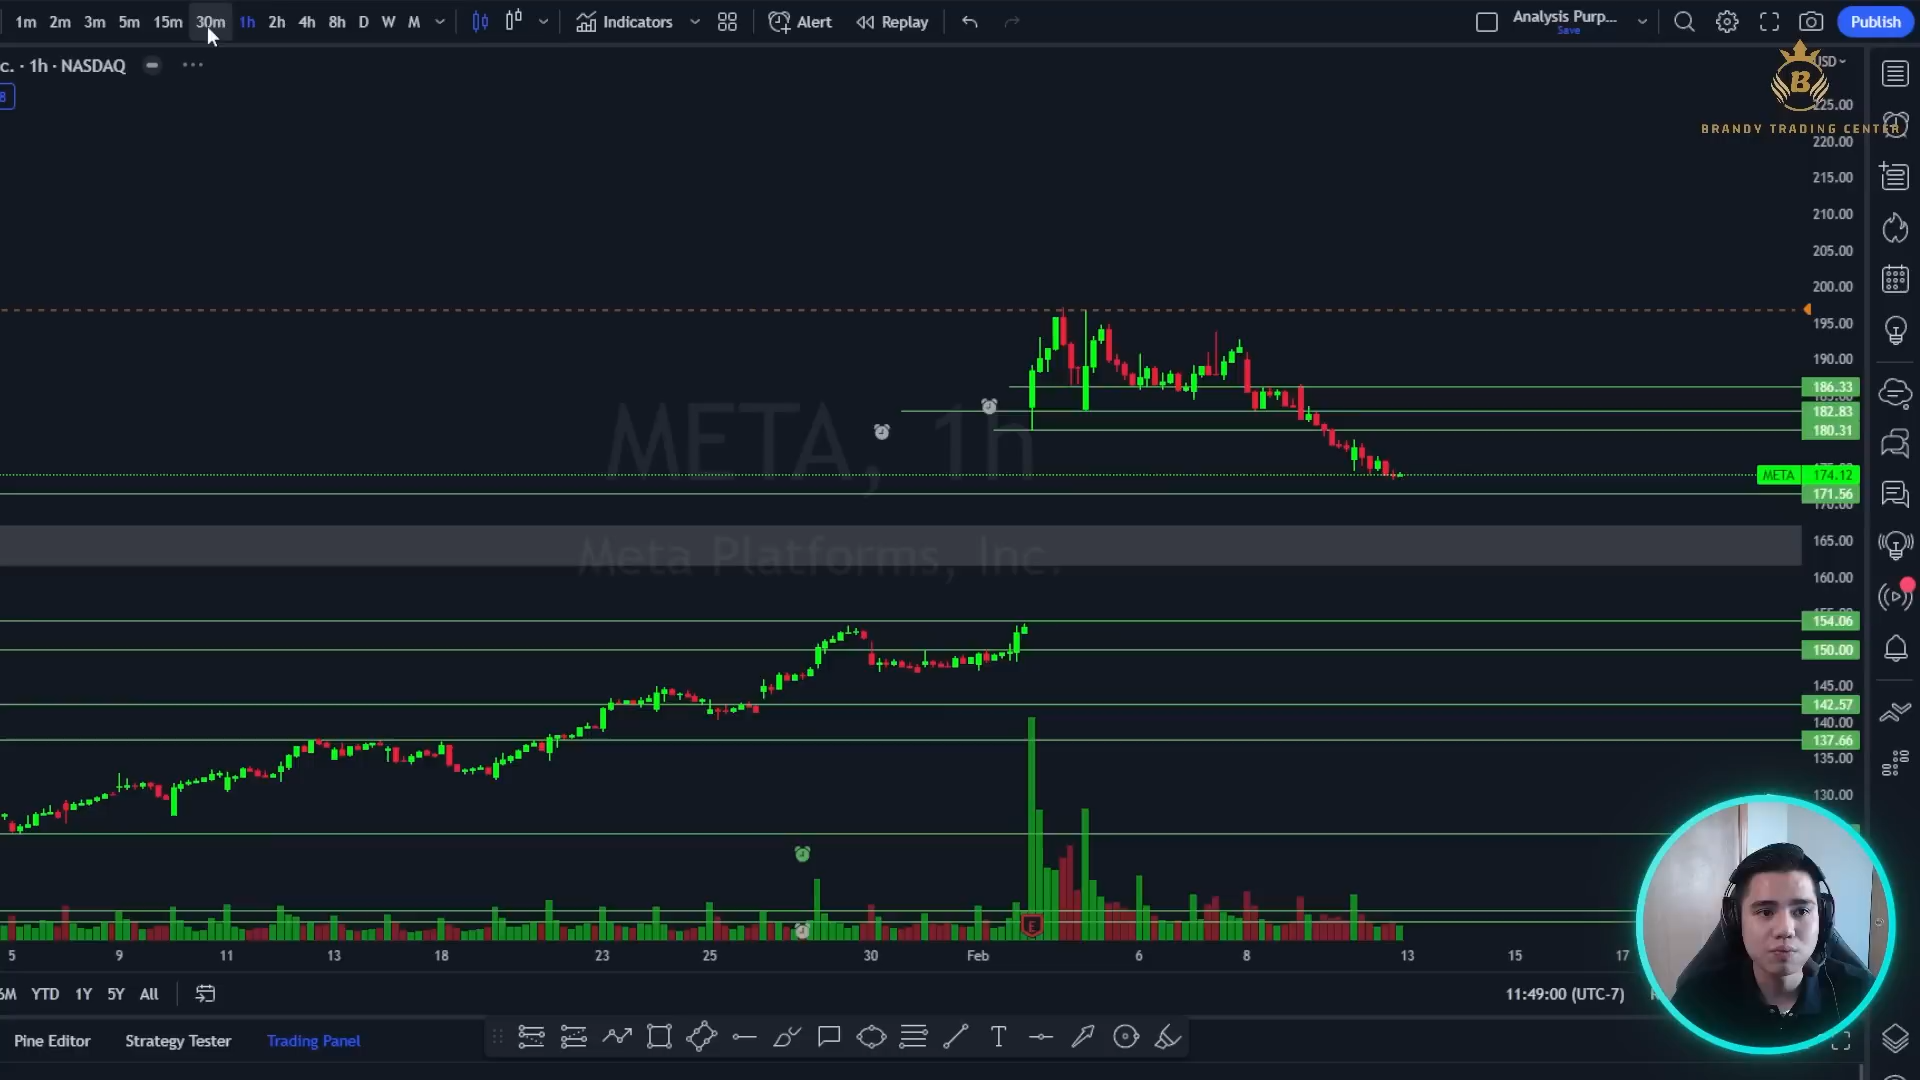 1m 2m 3m 5m 15m 30m 1h 2h 4h 8h D W M Indicators Alert Replay Analysis Purp... Publish
Save
c. · 1h · NASDAQ
USD
8
B
225.00
BRANDY TRADING CENTER
220.00
215.00
210.00
205.00
200.00
195.00
190.00
186.33
182.83
180.31
META, 1h
META 174.12
171.56
170.00
165.00
Meta Platforms, Inc.
160.00
154.06
150.00
145.00
142.57
140.00
137.66
135.00
130.00
E
5 9 11 13 18 23 25 30 Feb 6 8 13 15 17
6M YTD 1Y 5Y All 11:49:00 (UTC-7)
Pine Editor Strategy Tester Trading Panel
T